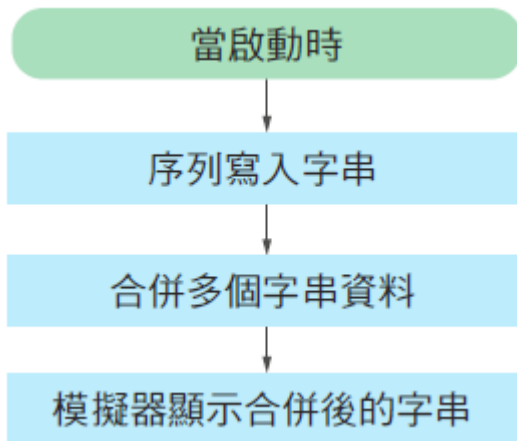 當啟動時
序列寫入字串
合併多個字串資料
模擬器顯示合併後的字串